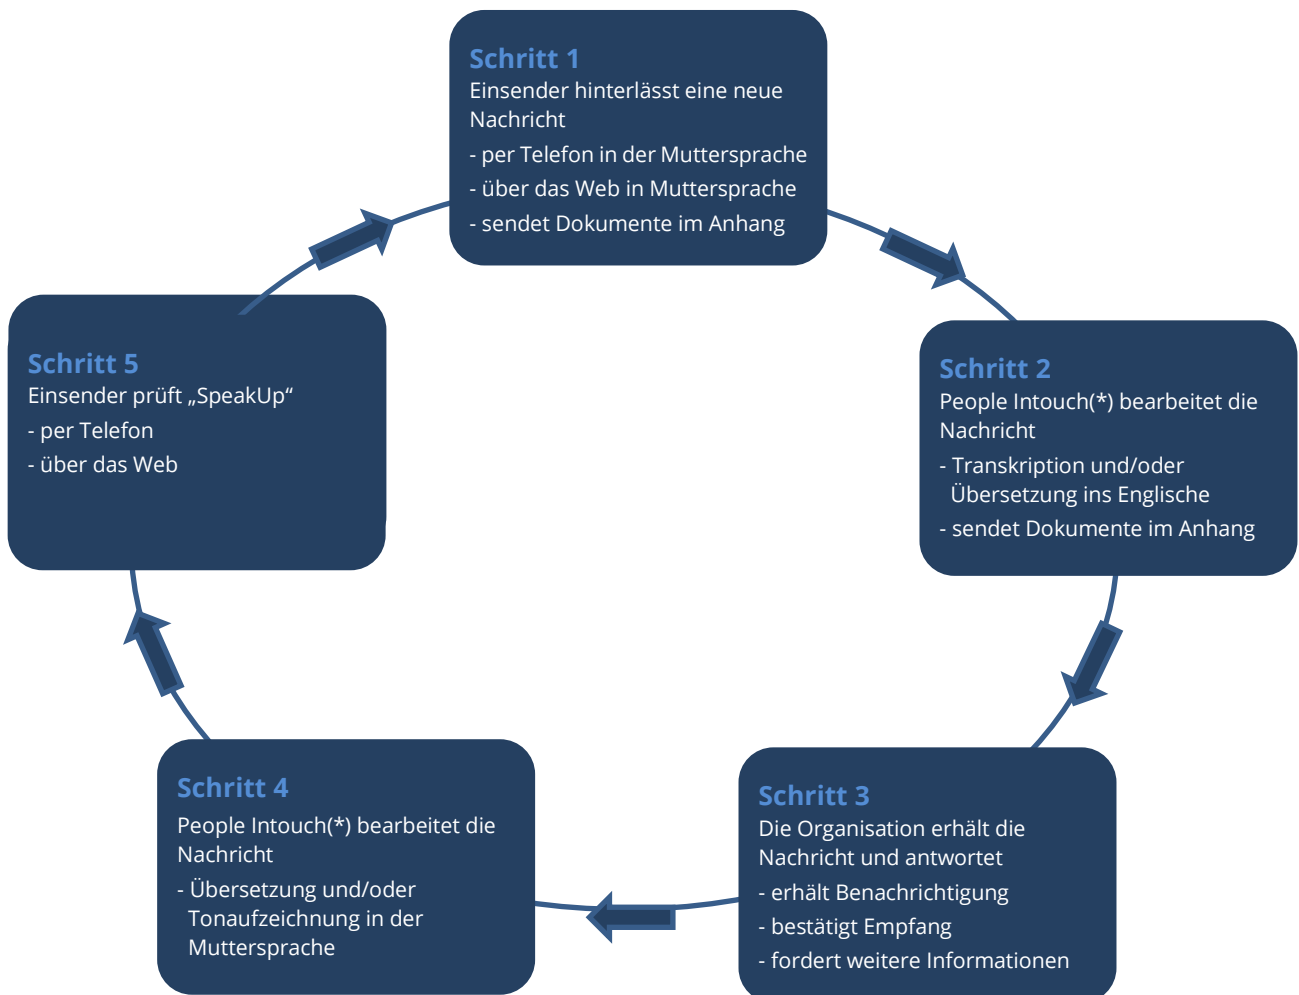 Schritt 1
Einsender hinterlässt eine neue
Nachricht
- per Telefon in der Muttersprache
- über das Web in Muttersprache
- sendet Dokumente im Anhang
Schritt 2
People Intouch(*) bearbeitet die
Nachricht
- Transkription und/oder
Übersetzung ins Englische
- sendet Dokumente im Anhang
Schritt 3
Die Organisation erhält die
Nachricht und antwortet
- erhält Benachrichtigung
- bestätigt Empfang
- fordert weitere Informationen
Schritt 4
People Intouch(*) bearbeitet die
Nachricht
- Übersetzung und/oder
Tonaufzeichnung in der
Muttersprache
Schritt 5
Einsender prüft „SpeakUp“
- per Telefon
- über das Web